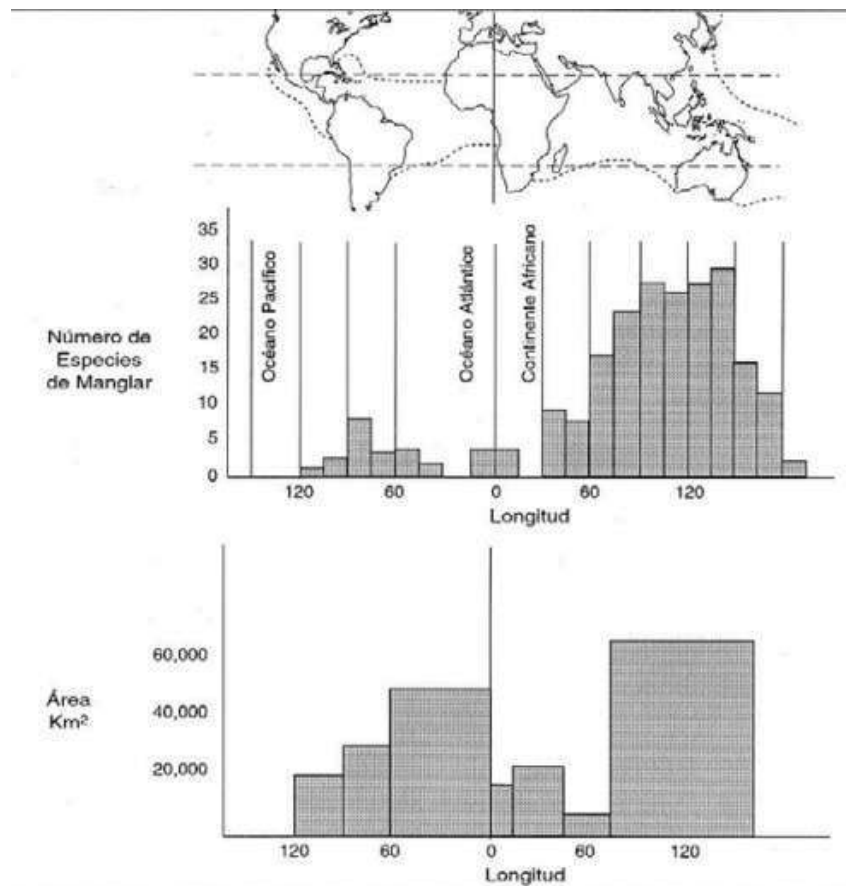 35
30
25
20
15
10
5
0
Número de
Especies
de Manglar
Océano Pacífico
Océano Atlántico
Continente Africano
120 60 0 60 120
Longitud
60,000
40,000
20,000
Área
Km²
120 60 0 60 120
Longitud